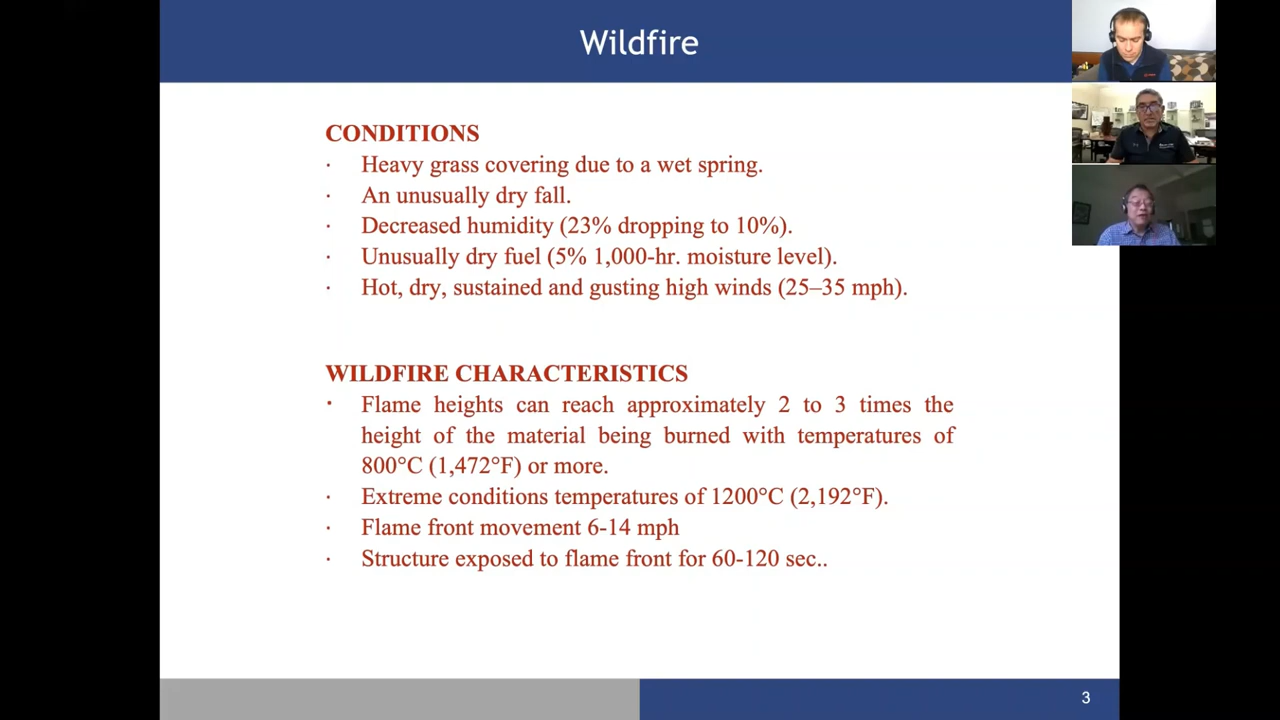 Wildfire
CONDITIONS
· Heavy grass covering due to a wet spring.
· An unusually dry fall.
· Decreased humidity (23% dropping to 10%).
· Unusually dry fuel (5% 1,000-hr. moisture level).
· Hot, dry, sustained and gusting high winds (25–35 mph).
WILDFIRE CHARACTERISTICS
· Flame heights can reach approximately 2 to 3 times the
height of the material being burned with temperatures of
800°C (1,472°F) or more.
· Extreme conditions temperatures of 1200°C (2,192°F).
· Flame front movement 6-14 mph
· Structure exposed to flame front for 60-120 sec..
3